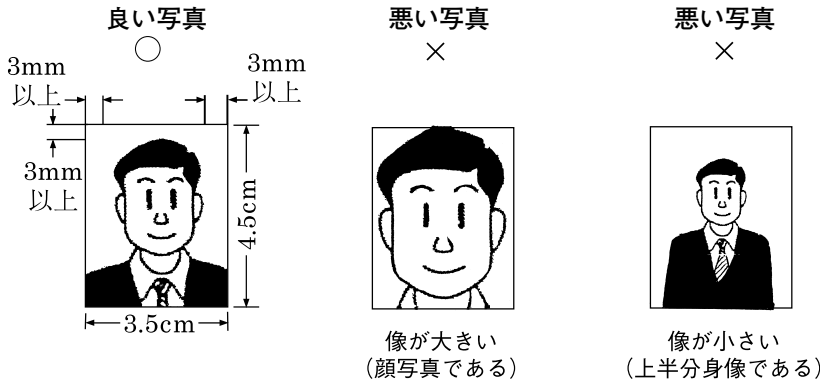 良い写真
○
3mm
以上
3mm
以上
3mm
以上
4.5cm
3.5cm
悪い写真
×
像が大きい
（顔写真である）
悪い写真
×
像が小さい
（上半分身像である）